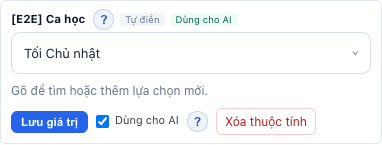 [E2E] Ca học ? Tự điền Dùng cho AI
Tối Chủ nhật
Gõ để tìm hoặc thêm lựa chọn mới.
Lưu giá trị Dùng cho AI ? Xóa thuộc tính